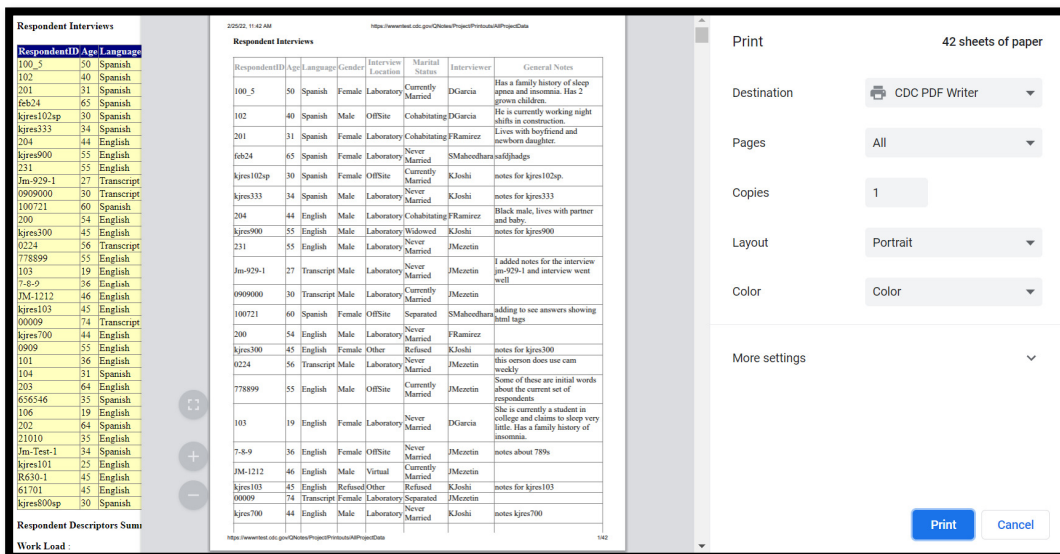 Respondent Interviews
RespondentID Age Language
100_5 50 Spanish
102 40 Spanish
201 31 Spanish
feb24 65 Spanish
kjres102sp 30 Spanish
kjres333 34 Spanish
204 44 English
kjres900 55 English
231 55 English
Jm-929-1 27 Transcript
0909000 30 Transcript
100721 60 Spanish
200 54 English
kjres300 45 English
0224 56 Transcript
778899 55 English
103 19 English
7-8-9 36 English
JM-1212 46 English
kjres103 45 English
00009 74 Transcript
kjres700 44 English
0909 55 English
101 36 English
104 31 Spanish
203 64 English
656546 35 Spanish
106 19 English
202 64 Spanish
21010 35 English
Jm-Test-1 34 Spanish
kjres101 25 English
R630-1 45 English
61701 45 English
kjres800sp 30 Spanish
Respondent Descriptors Sum
Work Load :
2/25/22, 11:42 AM https://wwwntest.cdc.gov/QNotes/Project/Printouts/AllProjectData
Respondent Interviews
RespondentID Age Language Gender Interview Location Marital Status Interviewer General Notes
100_5 50 Spanish Female Laboratory Currently Married DGarcia Has a family history of sleep apnea and insomnia. Has 2 grown children.
102 40 Spanish Male OffSite Cohabitating DGarcia He is currently working night shifts in construction.
201 31 Spanish Female Laboratory Cohabitating FRamirez Lives with boyfriend and newborn daughter.
feb24 65 Spanish Female Laboratory Never Married SMaheedhara safdjhadgs
kjres102sp 30 Spanish Female OffSite Currently Married KJoshi notes for kjres102sp.
kjres333 34 Spanish Female Laboratory Never Married KJoshi notes for kjres333
204 44 English Male Laboratory Cohabitating FRamirez Black male, lives with partner and baby.
kjres900 55 English Male Laboratory Widowed KJoshi notes for kjres900
231 55 English Male Laboratory Never Married JMezetin
Jm-929-1 27 Transcript Male Laboratory Never Married JMezetin I added notes for the interview jm-929-1 and interview went well
0909000 30 Transcript Male Laboratory Currently Married JMezetin
100721 60 Spanish Female OffSite Separated SMaheedhara adding to see answers showing html tags
200 54 English Male Laboratory Never Married FRamirez
kjres300 45 English Female Other Refused KJoshi notes for kjres300
0224 56 Transcript Male Laboratory Never Married JMezetin this oerson does use cam weekly
778899 55 English Male OffSite Currently Married JMezetin Some of these are initial words about the current set of respondents
103 19 English Female Laboratory Never Married DGarcia She is currently a student in college and claims to sleep very little. Has a family history of insomnia.
7-8-9 36 English Female OffSite Never Married JMezetin notes about 789s
JM-1212 46 English Male Virtual Currently Married JMezetin
kjres103 45 English Refused Other Refused KJoshi notes for kjres103
00009 74 Transcript Female Laboratory Separated JMezetin
kjres700 44 English Male Laboratory Never Married KJoshi notes kjres700
https://wwwntest.cdc.gov/QNotes/Project/Printouts/AllProjectData 1/42
Print 42 sheets of paper
Destination CDC PDF Writer
Pages All
Copies 1
Layout Portrait
Color Color
More settings
Print Cancel